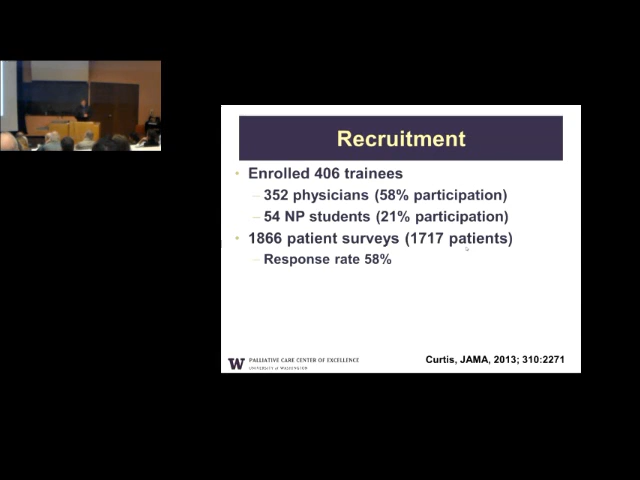 Recruitment
• Enrolled 406 trainees
– 352 physicians (58% participation)
– 54 NP students (21% participation)
• 1866 patient surveys (1717 patients)
– Response rate 58%
W PALLIATIVE CARE CENTER OF EXCELLENCE
UNIVERSITY of WASHINGTON
Curtis, JAMA, 2013; 310:2271